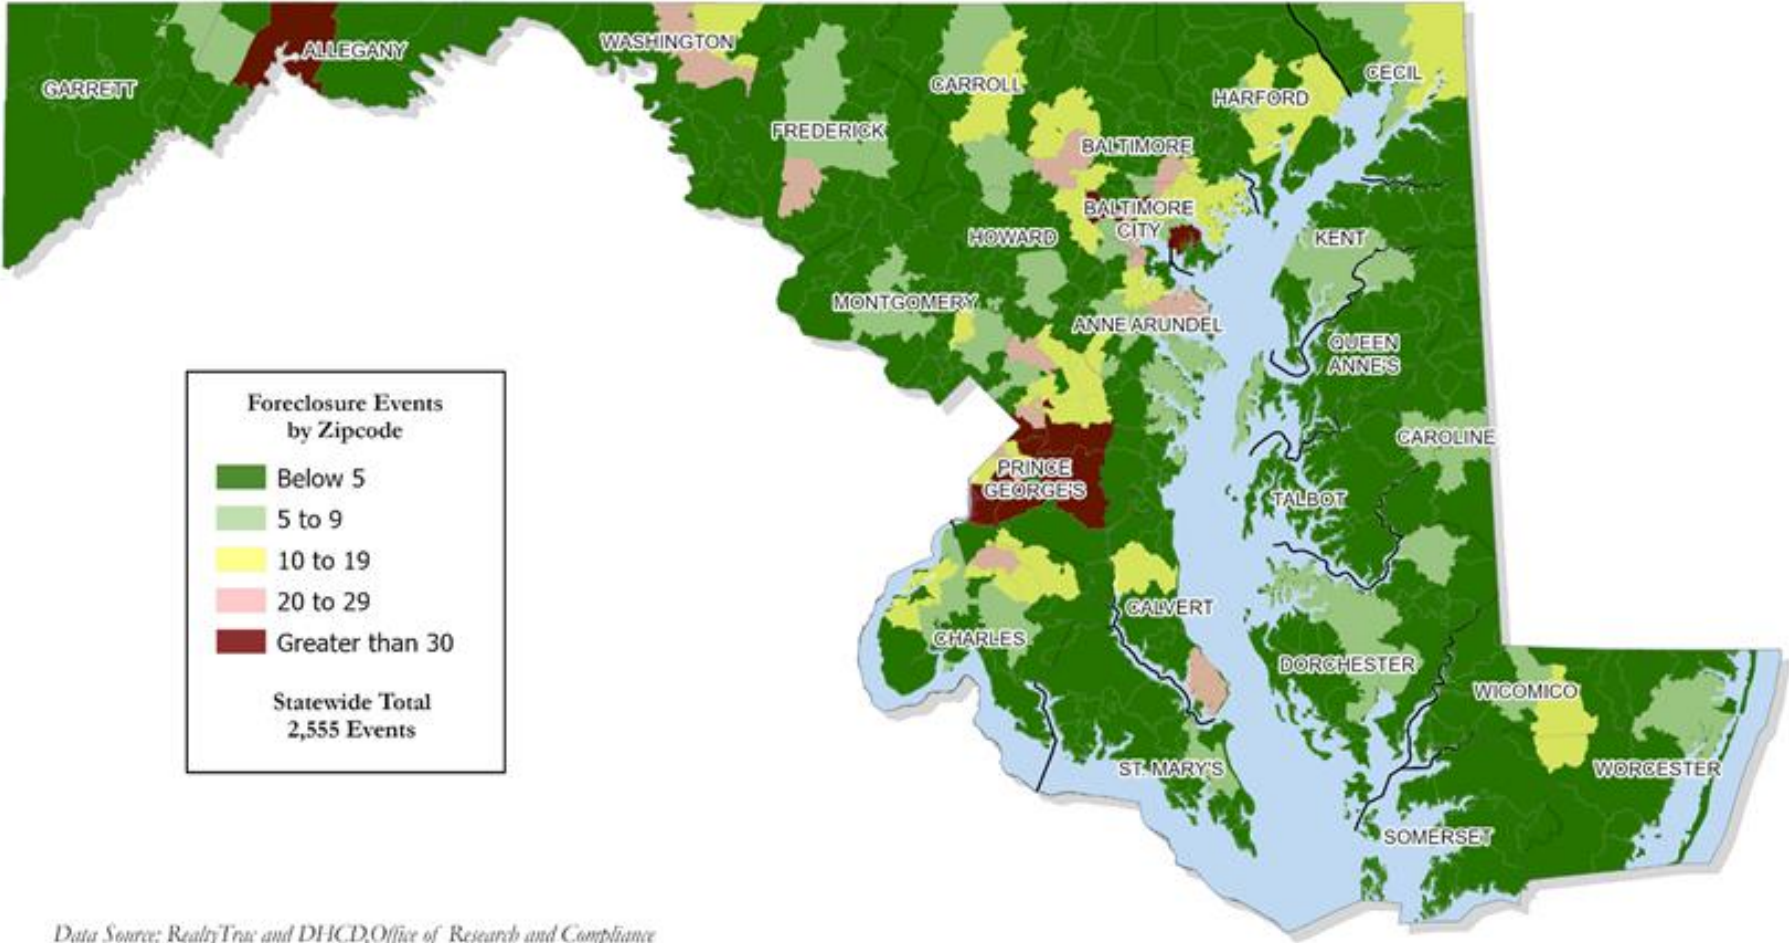 GARRETT
ALLEGANY
WASHINGTON
FREDERICK
CARROLL
BALTIMORE
HARFORD
CECIL
BALTIMORE
CITY
HOWARD
KENT
MONTGOMERY
ANNE ARUNDEL
QUEEN
ANNE'S
CAROLINE
PRINCE
GEORGE'S
TALBOT
CALVERT
CHARLES
DORCHESTER
WICOMICO
ST. MARY'S
WORCESTER
SOMERSET
Foreclosure Events
by Zipcode
Below 5
5 to 9
10 to 19
20 to 29
Greater than 30
Statewide Total
2,555 Events
Data Source: RealtyTrac and DHCD,Office of Research and Compliance